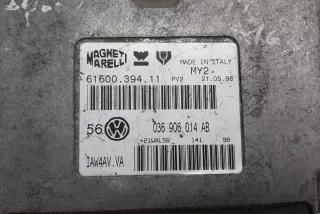 MAGNETI MARELLI
MADE IN ITALY
MY2
61600.394.11 PV2 21.05.98
56 036 906 014 AB
+21WXL5B 141 98
IAW4AV.VA